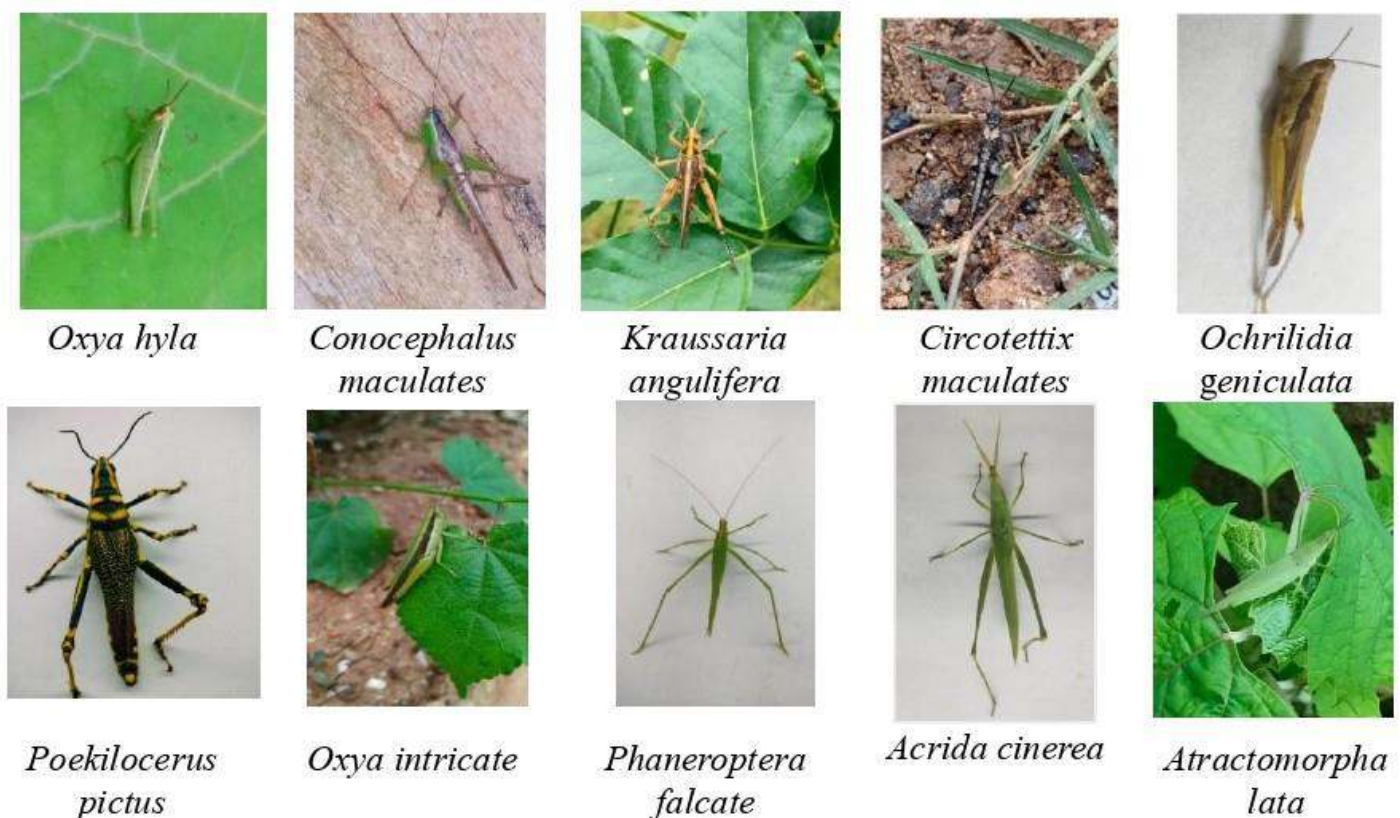 Oxya hyla
Conocephalus
maculates
Kraussaria
angulifera
Circotettix
maculates
Ochrilidia
geniculata
Poekilocerus
pictus
Oxya intricate
Phaneroptera
falcate
Acrida cinerea
Atractomorpha
lata